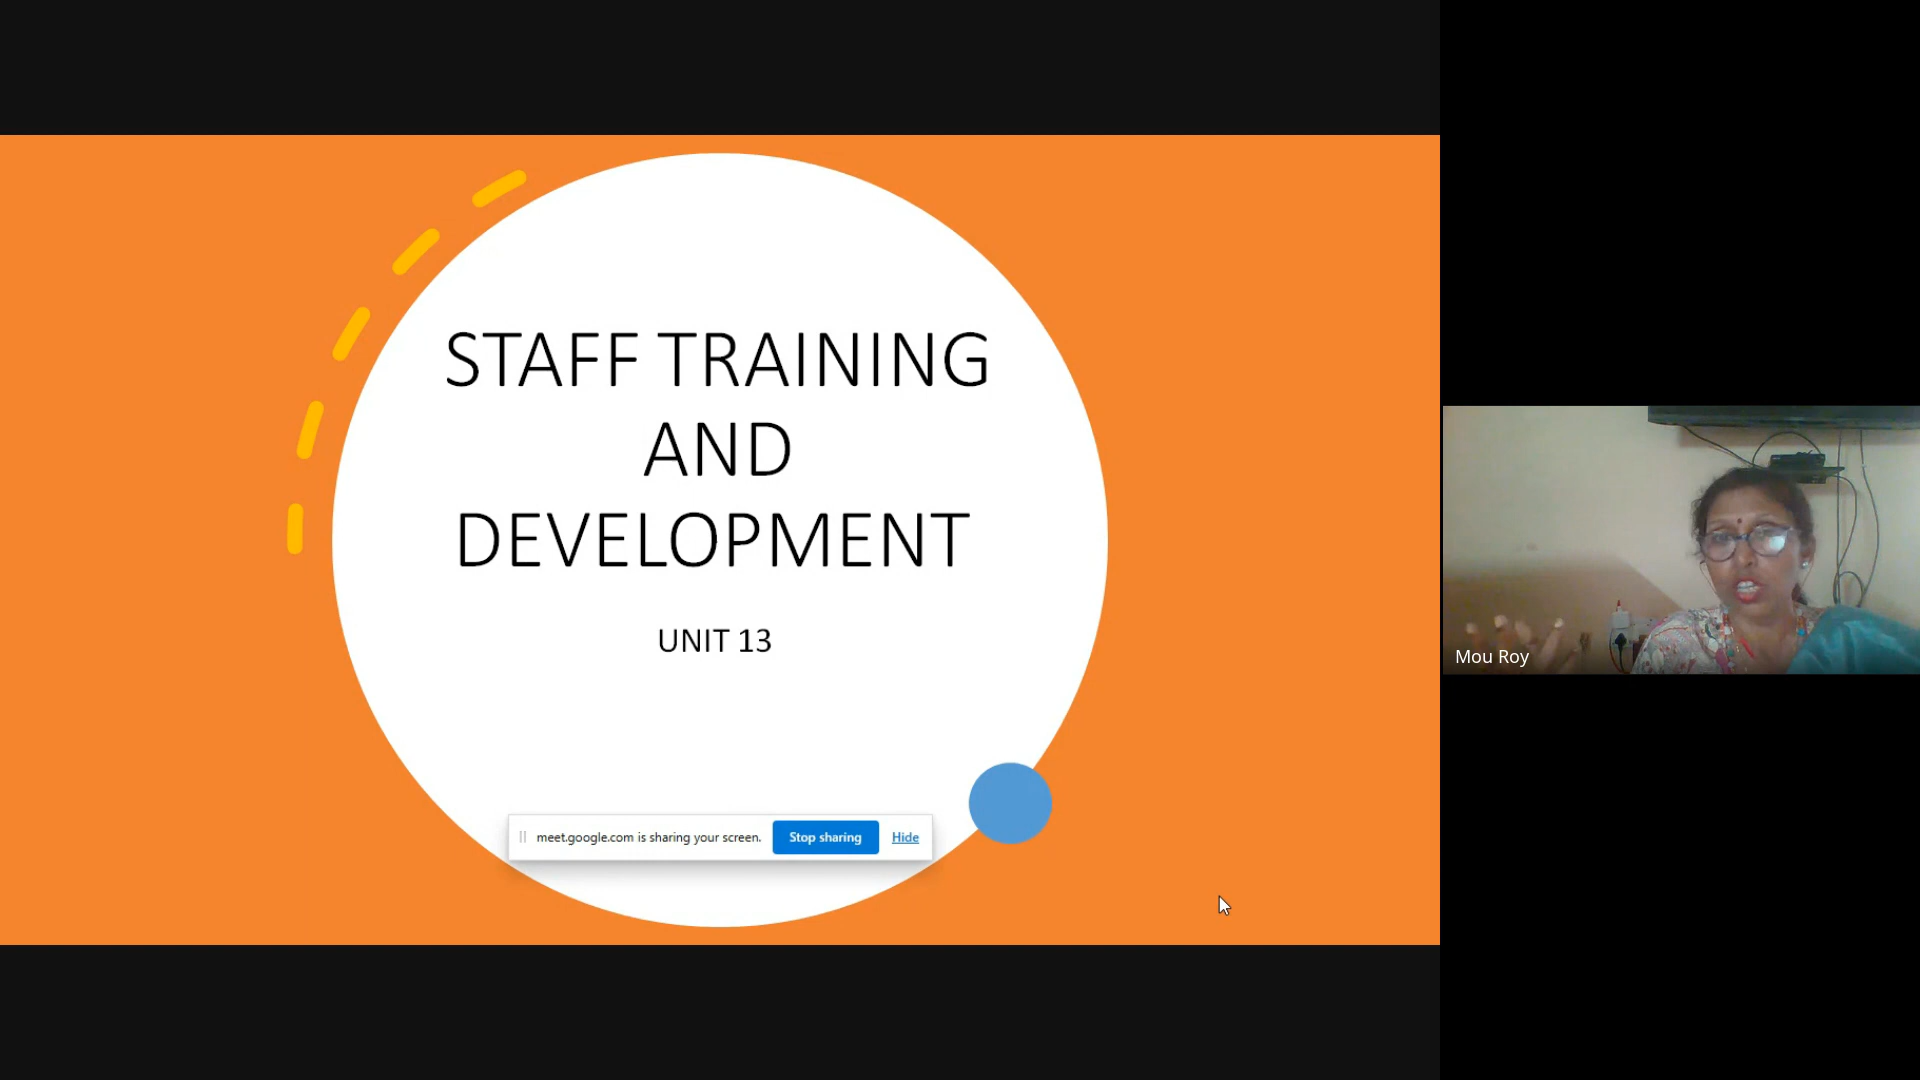 STAFF TRAINING
AND
DEVELOPMENT
UNIT 13
meet.google.com is sharing your screen. Stop sharing Hide
Mou Roy